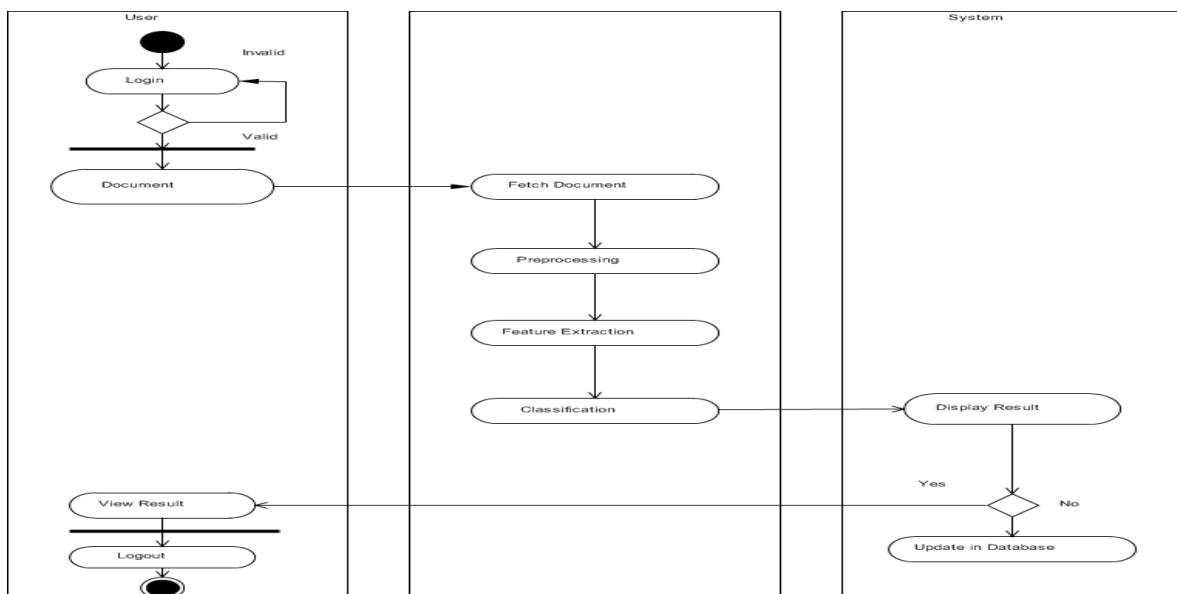 User
System
Invalid
Login
Valid
Document
Fetch Document
Preprocessing
Feature Extraction
Classification
Display Result
Yes
View Result
No
Logout
Update in Database